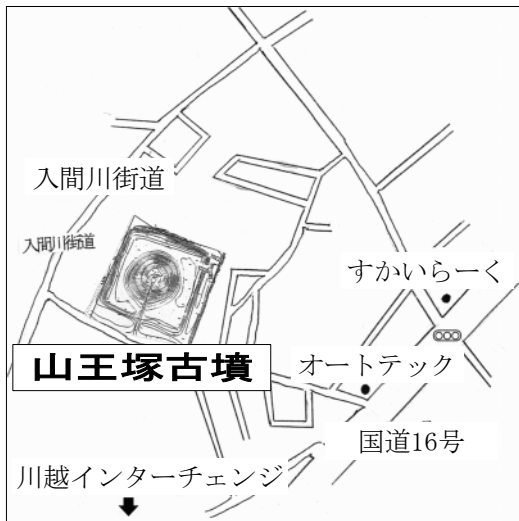 入間川街道
入間川街道
すかいらーく
山王塚古墳
オートテック
国道16号
川越インターチェンジ